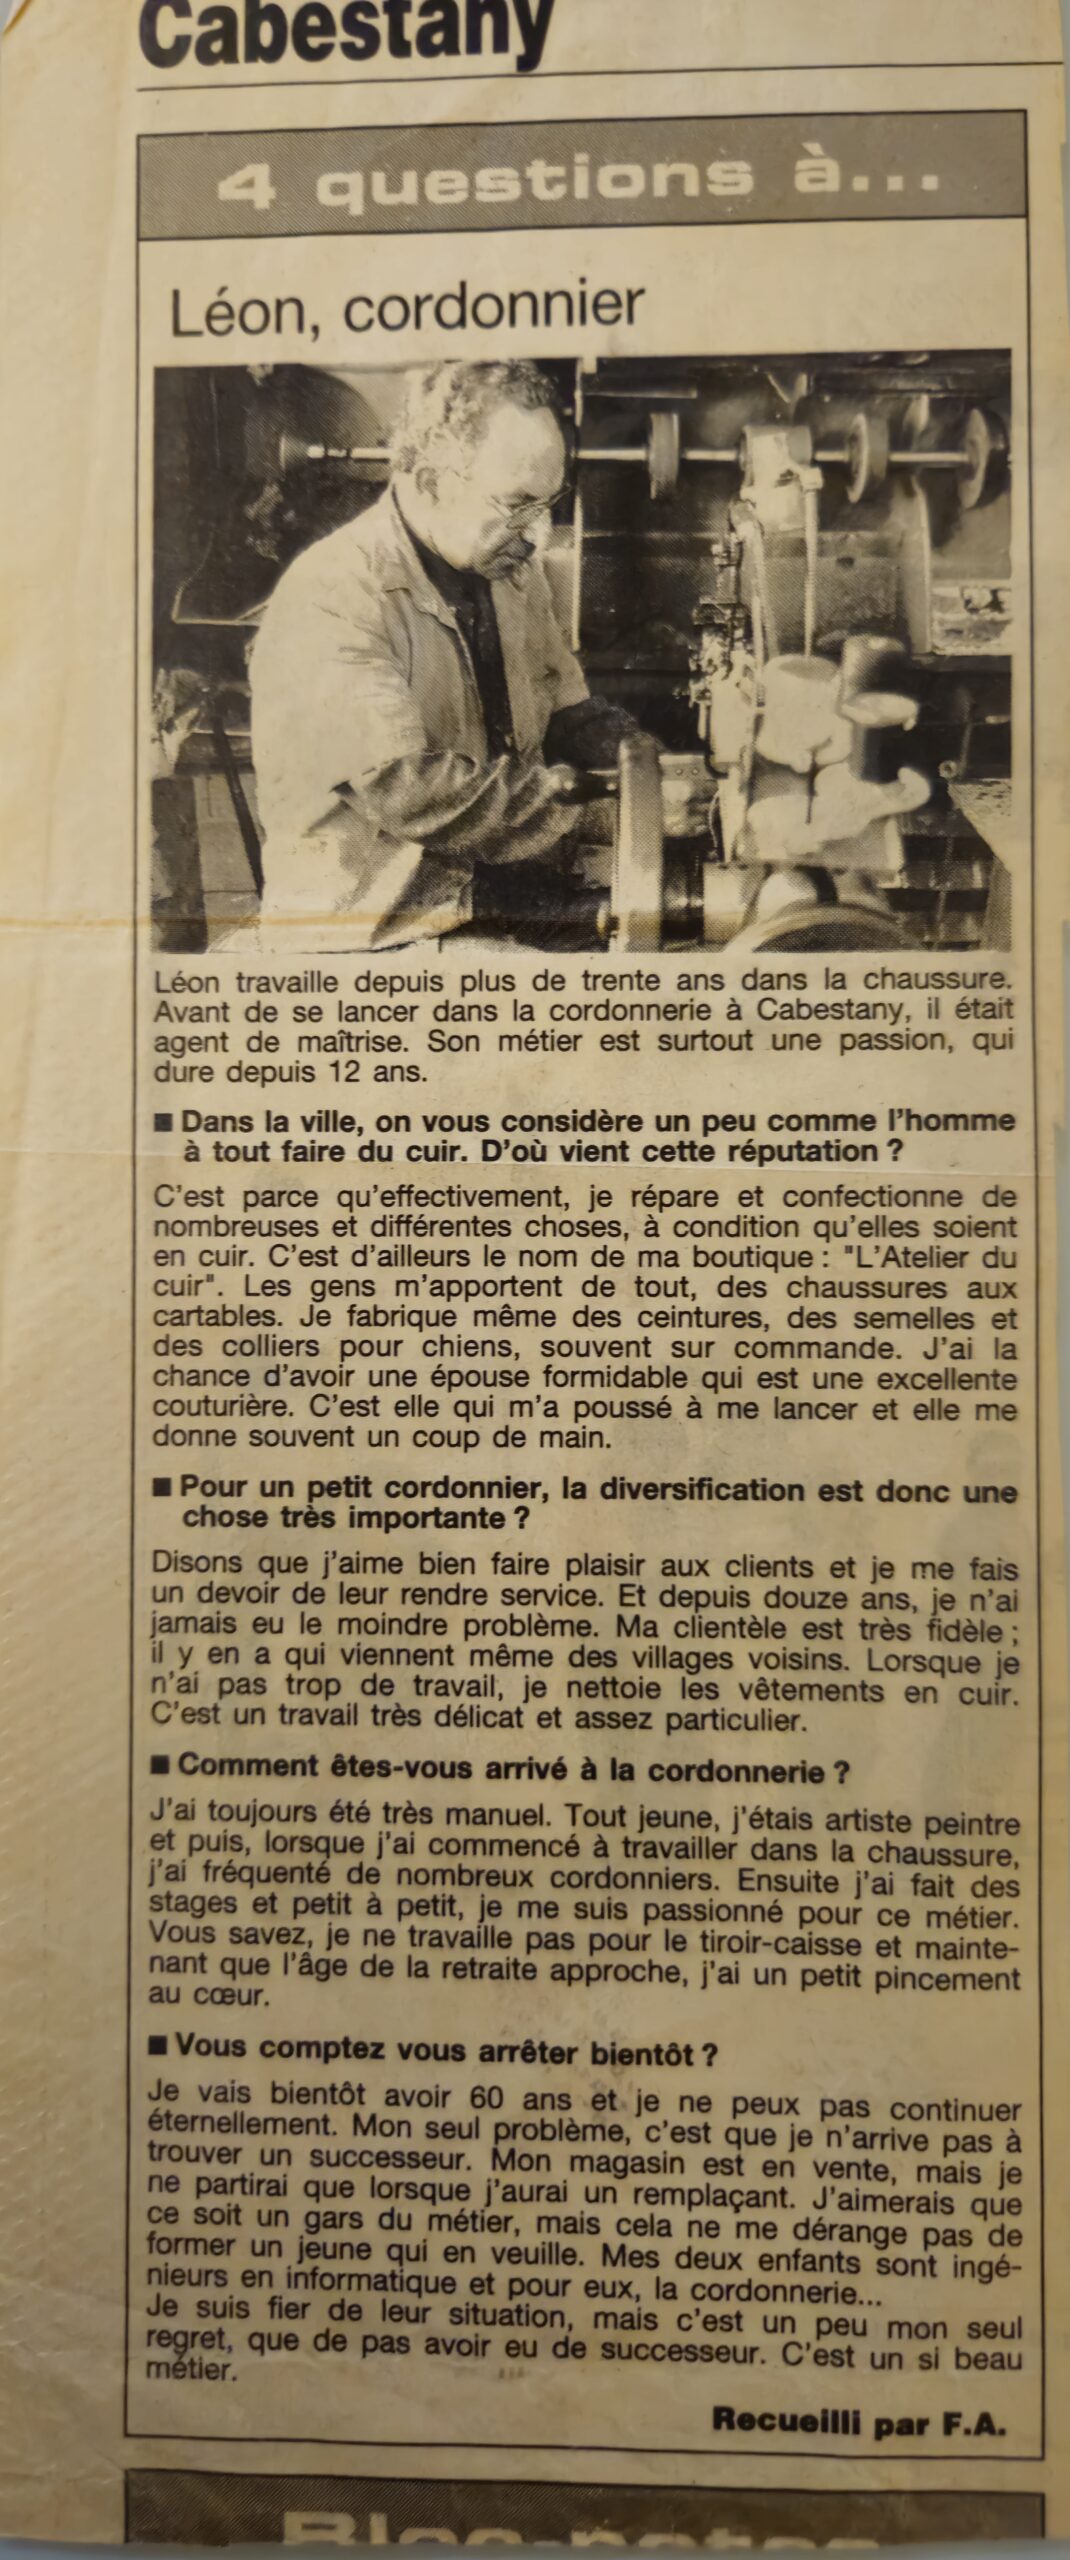 Cabestany
4 questions à...
Léon, cordonnier
Léon travaille depuis plus de trente ans dans la chaussure.
Avant de se lancer dans la cordonnerie à Cabestany, il était
agent de maîtrise. Son métier est surtout une passion, qui
dure depuis 12 ans.
■ Dans la ville, on vous considère un peu comme l'homme
à tout faire du cuir. D'où vient cette réputation ?
C'est parce qu'effectivement, je répare et confectionne de
nombreuses et différentes choses, à condition qu'elles soient
en cuir. C'est d'ailleurs le nom de ma boutique : "L'Atelier du
cuir". Les gens m'apportent de tout, des chaussures aux
cartables. Je fabrique même des ceintures, des semelles et
des colliers pour chiens, souvent sur commande. J'ai la
chance d'avoir une épouse formidable qui est une excellente
couturière. C'est elle qui m'a poussé à me lancer et elle me
donne souvent un coup de main.
■ Pour un petit cordonnier, la diversification est donc une
chose très importante ?
Disons que j'aime bien faire plaisir aux clients et je me fais
un devoir de leur rendre service. Et depuis douze ans, je n'ai
jamais eu le moindre problème. Ma clientèle est très fidèle ;
il y en a qui viennent même des villages voisins. Lorsque je
n'ai pas trop de travail, je nettoie les vêtements en cuir.
C'est un travail très délicat et assez particulier.
■ Comment êtes-vous arrivé à la cordonnerie ?
J'ai toujours été très manuel. Tout jeune, j'étais artiste peintre
et puis, lorsque j'ai commencé à travailler dans la chaussure,
j'ai fréquenté de nombreux cordonniers. Ensuite j'ai fait des
stages et petit à petit, je me suis passionné pour ce métier.
Vous savez, je ne travaille pas pour le tiroir-caisse et mainte-
nant que l'âge de la retraite approche, j'ai un petit pincement
au cœur.
■ Vous comptez vous arrêter bientôt ?
Je vais bientôt avoir 60 ans et je ne peux pas continuer
éternellement. Mon seul problème, c'est que je n'arrive pas à
trouver un successeur. Mon magasin est en vente, mais je
ne partirai que lorsque j'aurai un remplaçant. J'aimerais que
ce soit un gars du métier, mais cela ne me dérange pas de
former un jeune qui en veuille. Mes deux enfants sont ingé-
nieurs en informatique et pour eux, la cordonnerie...
Je suis fier de leur situation, mais c'est un peu mon seul
regret, que de pas avoir eu de successeur. C'est un si beau
métier.
Recueilli par F.A.
Bloc-notes